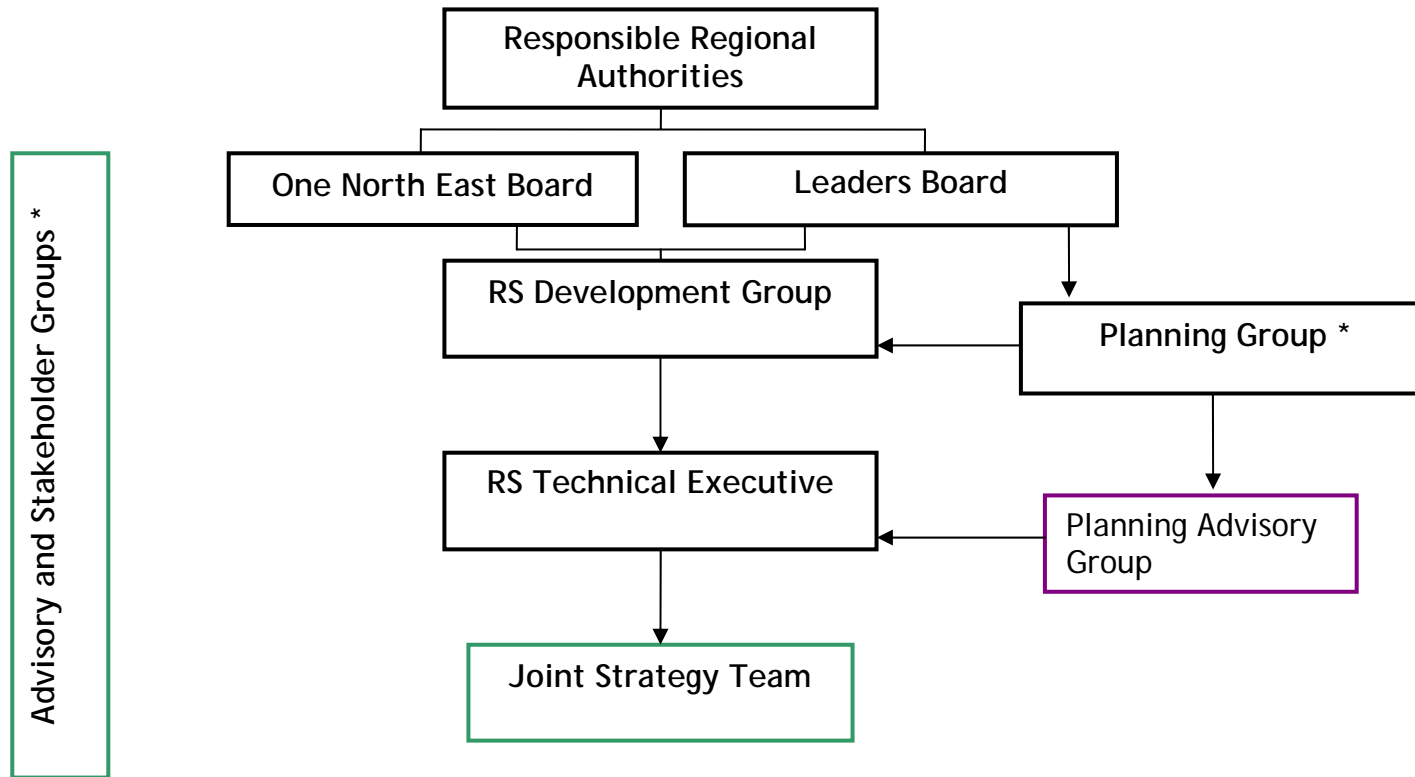 Responsible Regional
Authorities
One North East Board
Leaders Board
RS Development Group
Planning Group *
RS Technical Executive
Planning Advisory
Group
Joint Strategy Team
Advisory and Stakeholder Groups *